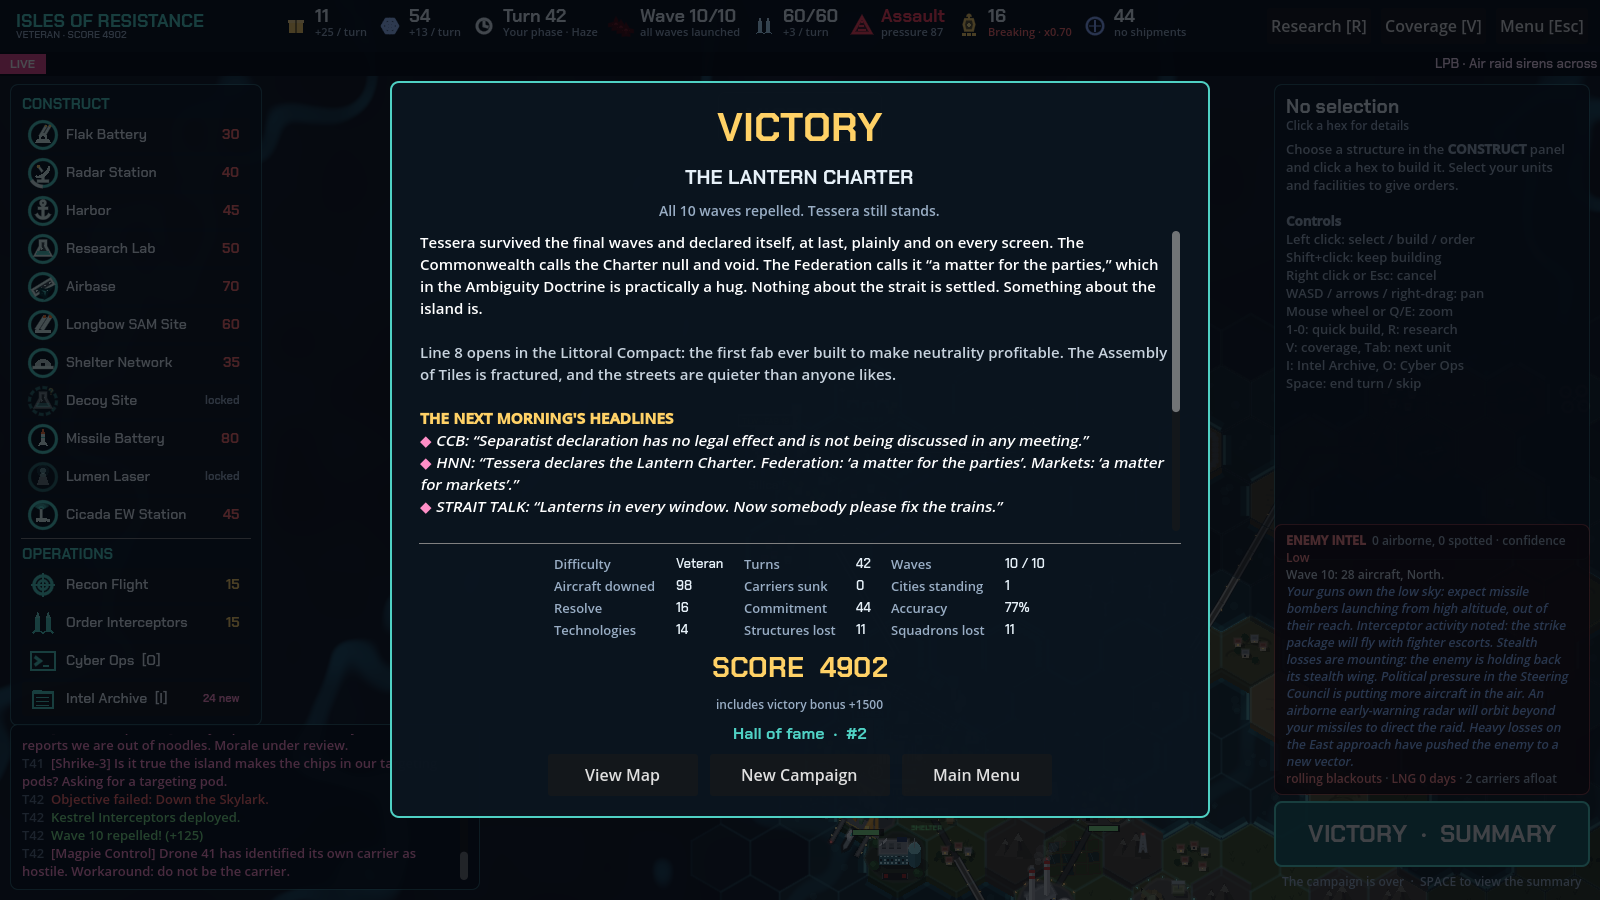 ISLES OF RESISTANCE
VETERAN · SCORE 4902
11
+25 / turn
54
+13 / turn
Turn 42
Your phase · Haze
Wave 10/10
all waves launched
60/60
+3 / turn
Assault
pressure 87
16
Breaking · x0.70
44
no shipments
Research [R]
Coverage [V]
Menu [Esc]
LIVE
LPB · Air raid sirens across
CONSTRUCT
Flak Battery 30
Radar Station 40
Harbor 45
Research Lab 50
Airbase 70
Longbow SAM Site 60
Shelter Network 35
Decoy Site locked
Missile Battery 80
Lumen Laser locked
Cicada EW Station 45
OPERATIONS
Recon Flight 15
Order Interceptors 15
Cyber Ops [O]
Intel Archive [I] 24 new
reports we are out of noodles. Morale under review.
T41 [Shrike-3] Is it true the island makes the chips in our ta
pods? Asking for a targeting pod.
T42 Objective failed: Down the Skylark.
T42 Kestrel Interceptors deployed.
T42 Wave 10 repelled! (+125)
T42 [Magpie Control] Drone 41 has identified its own carrier as
hostile. Workaround: do not be the carrier.
VICTORY
THE LANTERN CHARTER
All 10 waves repelled. Tessera still stands.
Tessera survived the final waves and declared itself, at last, plainly and on every screen. The
Commonwealth calls the Charter null and void. The Federation calls it “a matter for the parties,” which
in the Ambiguity Doctrine is practically a hug. Nothing about the strait is settled. Something about the
island is.
Line 8 opens in the Littoral Compact: the first fab ever built to make neutrality profitable. The Assembly
of Tiles is fractured, and the streets are quieter than anyone likes.
THE NEXT MORNING'S HEADLINES
◆ CCB: “Separatist declaration has no legal effect and is not being discussed in any meeting.”
◆ HNN: “Tessera declares the Lantern Charter. Federation: ‘a matter for the parties’. Markets: ‘a matter
for markets’.”
◆ STRAIT TALK: “Lanterns in every window. Now somebody please fix the trains.”
Difficulty Veteran Turns 42 Waves 10 / 10
Aircraft downed 98 Carriers sunk 0 Cities standing 1
Resolve 16 Commitment 44 Accuracy 77%
Technologies 14 Structures lost 11 Squadrons lost 11
SCORE 4902
includes victory bonus +1500
Hall of fame · #2
View Map
New Campaign
Main Menu
No selection
Click a hex for details
Choose a structure in the CONSTRUCT panel
and click a hex to build it. Select your units
and facilities to give orders.
Controls
Left click: select / build / order
Shift+click: keep building
Right click or Esc: cancel
WASD / arrows / right-drag: pan
Mouse wheel or Q/E: zoom
1-0: quick build, R: research
V: coverage, Tab: next unit
I: Intel Archive, O: Cyber Ops
Space: end turn / skip
ENEMY INTEL 0 airborne, 0 spotted · confidence
Low
Wave 10: 28 aircraft, North.
Your guns own the low sky: expect missile
bombers launching from high altitude, out of
their reach. Interceptor activity noted: the strike
package will fly with fighter escorts. Stealth
losses are mounting: the enemy is holding back
its stealth wing. Political pressure in the Steering
Council is putting more aircraft in the air. An
airborne early-warning radar will orbit beyond
your missiles to direct the raid. Heavy losses on
the East approach have pushed the enemy to a
new vector.
rolling blackouts · LNG 0 days · 2 carriers afloat
VICTORY · SUMMARY
The campaign is over · SPACE to view the summary
SHELTER